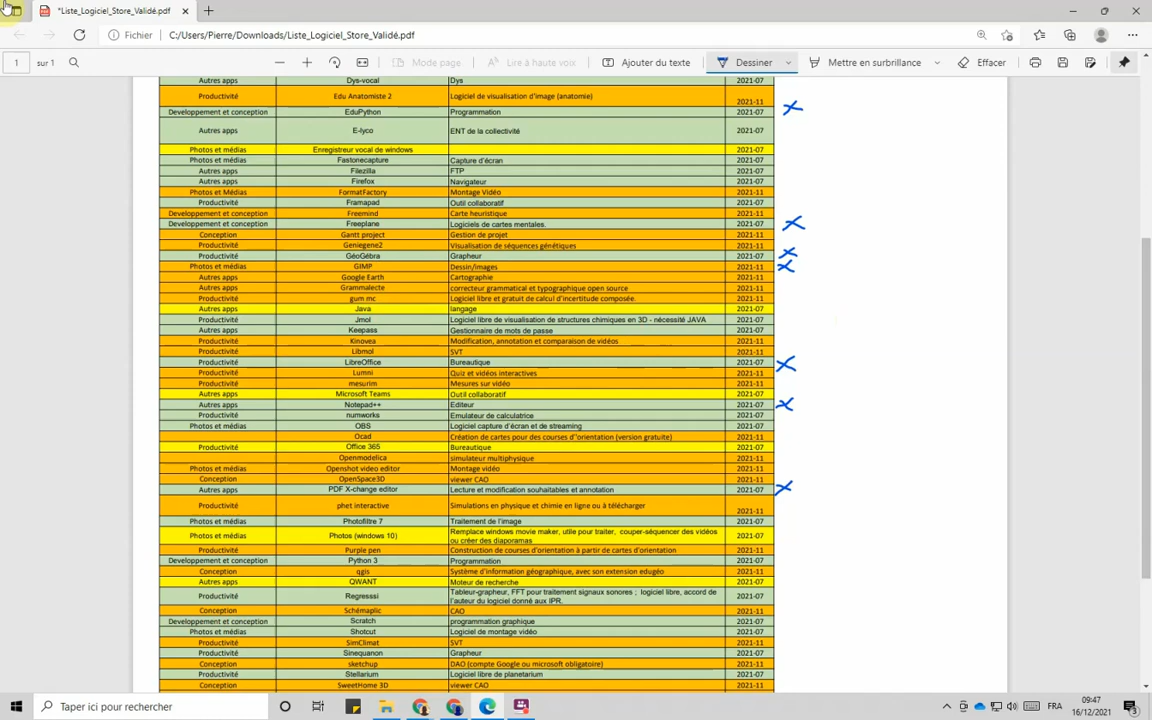 *Liste_Logiciel_Store_Validé.pdf
Fichier C:/Users/Pierre/Downloads/Liste_Logiciel_Store_Validé.pdf
1 sur 1 Mode page Lire à haute voix Ajouter du texte Dessiner Mettre en surbrillance Effacer
Autres apps Dys-vocal Dys 2021-07
Productivité Edu Anatomiste 2 Logiciel de visualisation d'image (anatomie) 2021-11
Developpement et conception EduPython Programmation 2021-07
Autres apps E-lyco ENT de la collectivité 2021-07
Photos et médias Enregistreur vocal de windows 2021-07
Photos et médias Fastonecapture Capture d'écran 2021-07
Autres apps Filezilla FTP 2021-07
Autres apps Firefox Navigateur 2021-07
Photos et Médias FormatFactory Montage Vidéo 2021-11
Productivité Framapad Outil collaboratif 2021-07
Developpement et conception Freemind Carte heuristique 2021-11
Developpement et conception Freeplane Logiciels de cartes mentales. 2021-07
Conception Gantt project Gestion de projet 2021-11
Productivité Geniegene2 Visualisation de séquences génétiques 2021-11
Productivité GéoGébra Grapheur 2021-07
Photos et médias GIMP Dessin/Images 2021-11
Autres apps Google Earth Cartographie 2021-11
Autres apps Grammalecte correcteur grammatical et typographique open source 2021-11
Productivité gum mc Logiciel libre et gratuit de calcul d'incertitude composée. 2021-11
Autres apps Java langage 2021-07
Productivité Jmol Logiciel libre de visualisation de structures chimiques en 3D - nécessité JAVA 2021-07
Autres apps Keepass Gestionnaire de mots de passe 2021-07
Productivité Kinovea Modification, annotation et comparaison de vidéos 2021-11
Productivité Libmol SVT 2021-11
Productivité LibreOffice Bureautique 2021-07
Productivité Lumni Quiz et vidéos interactives 2021-11
Productivité mesurim Mesures sur vidéo 2021-11
Autres apps Microsoft Teams Outil collaboratif 2021-07
Autres apps Notepad++ Editeur 2021-07
Productivité numworks Emulateur de calculatrice 2021-07
Photos et médias OBS Logiciel capture d'écran et de streaming 2021-07
Ocad Création de cartes pour des courses d''orientation (version gratuite) 2021-11
Productivité Office 365 Bureautique 2021-07
Openmodelica simulateur multiphysique 2021-11
Photos et médias Openshot video editor Montage vidéo 2021-11
Conception OpenSpace3D viewer CAO 2021-11
Autres apps PDF X-change editor Lecture et modification souhaitables et annotation 2021-07
Productivité phet interactive Simulations en physique et chimie en ligne ou à télécharger 2021-11
Photos et médias Photofiltre 7 Traitement de l'image 2021-07
Photos et médias Photos (windows 10) Remplace windows movie maker, utile pour traiter, couper-séquencer des vidéos
ou créer des diaporamas 2021-07
Productivité Purple pen Construction de courses d'orientation à partir de cartes d'orientation 2021-11
Developpement et conception Python 3 Programmation 2021-07
Conception qgis Système d'information géographique, avec son extension edugéo 2021-11
Autres apps QWANT Moteur de recherche 2021-07
Productivité Regresssi Tableur-grapheur, FFT pour traitement signaux sonores ; logiciel libre, accord de
l'auteur du logiciel donné aux IPR. 2021-07
Conception Schémaplic CAO 2021-11
Developpement et conception Scratch programmation graphique 2021-07
Photos et médias Shotcut Logiciel de montage vidéo 2021-07
Productivité SimClimat SVT 2021-11
Productivité Sinequanon Grapheur 2021-07
Conception sketchup DAO (compte Google ou microsoft obligatoire) 2021-11
Productivité Stellarium Logiciel libre de planetarium 2021-07
Conception SweetHome 3D viewer CAO 2021-11
Taper ici pour rechercher FRA 09:47
16/12/2021 3